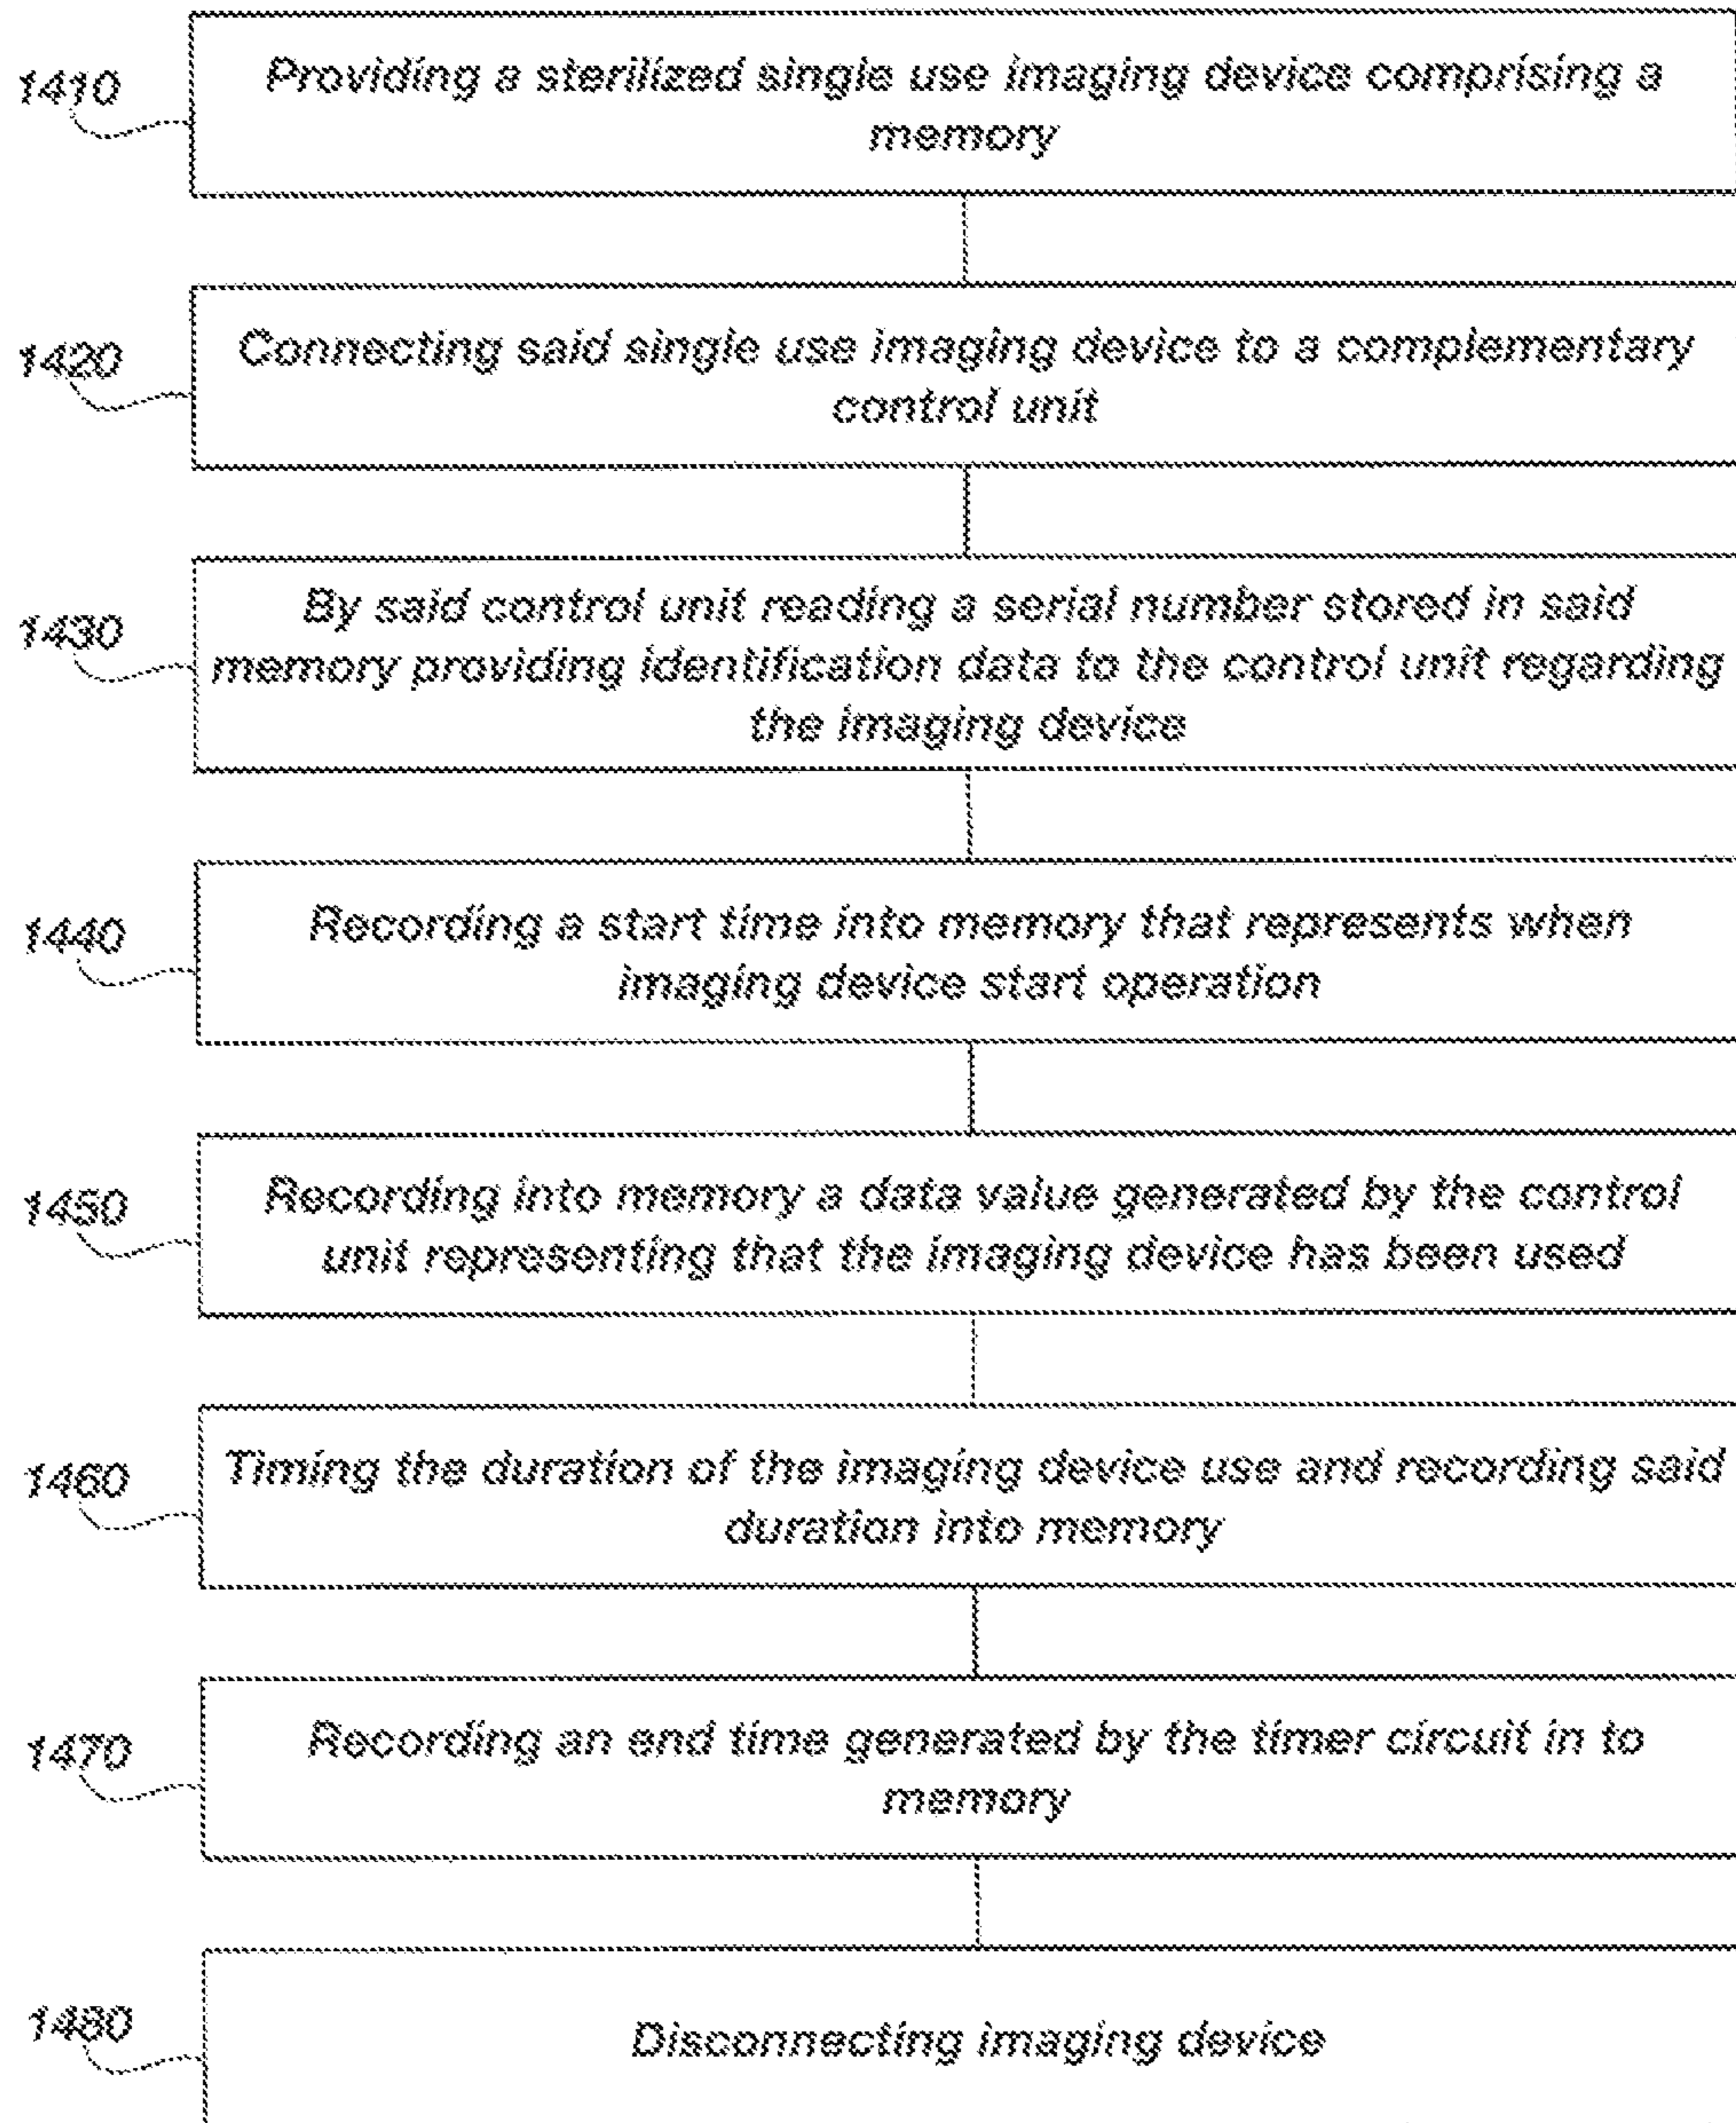 1410
Providing a sterilized single use imaging device comprising a
memory
1420
Connecting said single use imaging device to a complementary
control unit
1430
By said control unit reading a serial number stored in said
memory providing identification data to the control unit regarding
the imaging device
1440
Recording a start time into memory that represents when
imaging device start operation
1450
Recording into memory a data value generated by the control
unit representing that the imaging device has been used
1460
Timing the duration of the imaging device use and recording said
duration into memory
1470
Recording an end time generated by the timer circuit in to
memory
1480
Disconnecting imaging device